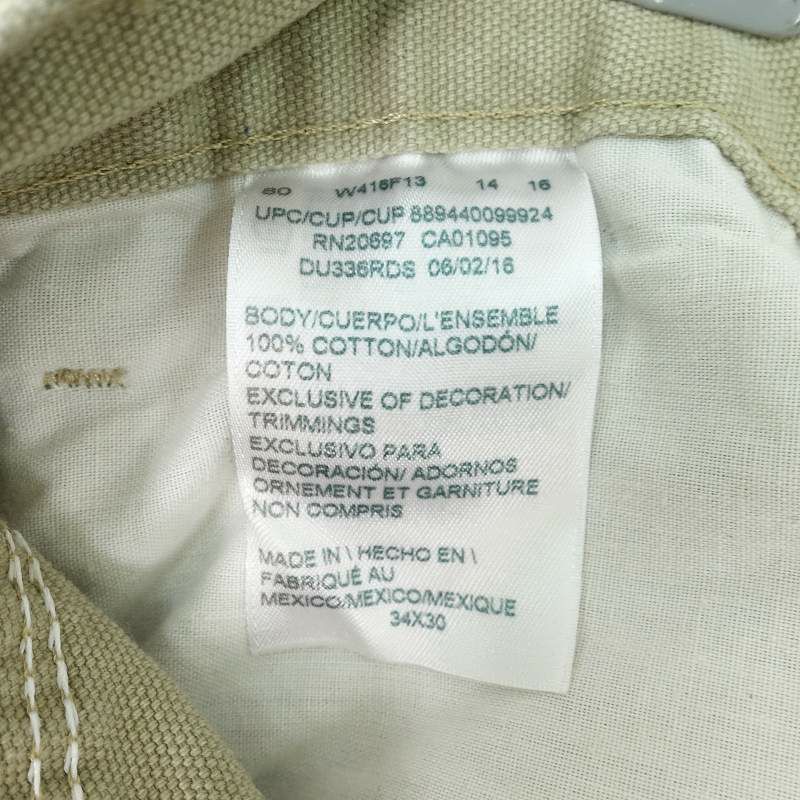 80 W416F13 14 16
UPC/CUP/CUP 889440099924
RN20697 CA01095
DU336RDS 06/02/16
BODY/CUERPO/L'ENSEMBLE
100% COTTON/ALGODÓN/
COTON
EXCLUSIVE OF DECORATION/
TRIMMINGS
EXCLUSIVO PARA
DECORACIÓN/ ADORNOS
ORNEMENT ET GARNITURE
NON COMPRIS
MADE IN \ HECHO EN \
FABRIQUÉ AU
MEXICO/MEXICO/MEXIQUE
34X30